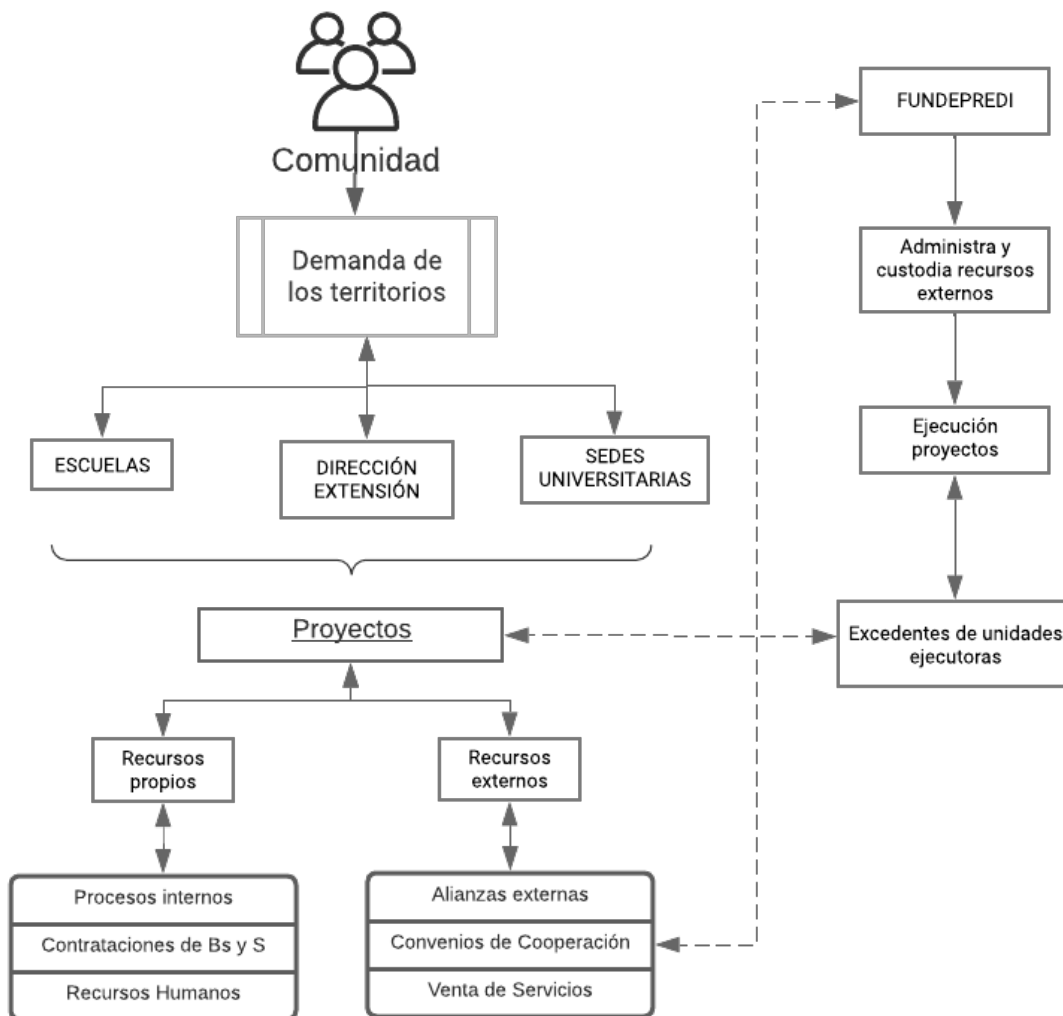 Comunidad
FUNDEPREDI
Demanda de
los territorios
Administra y
custodia recursos
externos
ESCUELAS
DIRECCIÓN
EXTENSIÓN
SEDES
UNIVERSITARIAS
Ejecución
proyectos
Proyectos
Excedentes de unidades
ejecutoras
Recursos
propios
Recursos
externos
Procesos internos
Contrataciones de Bs y S
Recursos Humanos
Alianzas externas
Convenios de Cooperación
Venta de Servicios